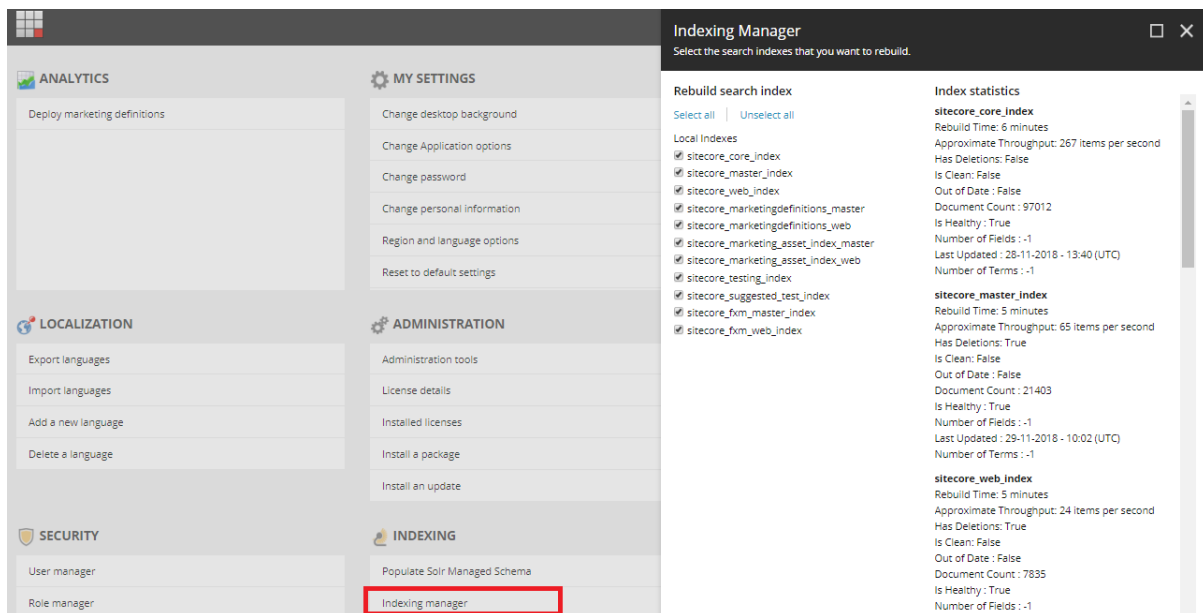 ANALYTICS
Deploy marketing definitions
MY SETTINGS
Change desktop background
Change Application options
Change password
Change personal information
Region and language options
Reset to default settings
LOCALIZATION
Export languages
Import languages
Add a new language
Delete a language
ADMINISTRATION
Administration tools
License details
Installed licenses
Install a package
Install an update
SECURITY
User manager
Role manager
INDEXING
Populate Solr Managed Schema
Indexing manager
Indexing Manager
Select the search indexes that you want to rebuild.
Rebuild search index
Select all
Unselect all
Local Indexes
sitecore_core_index
sitecore_master_index
sitecore_web_index
sitecore_marketingdefinitions_master
sitecore_marketingdefinitions_web
sitecore_marketing_asset_index_master
sitecore_marketing_asset_index_web
sitecore_testing_index
sitecore_suggested_test_index
sitecore_fxm_master_index
sitecore_fxm_web_index
Index statistics
sitecore_core_index
Rebuild Time: 6 minutes
Approximate Throughput: 267 items per second
Has Deletions: False
Is Clean: False
Out of Date : False
Document Count : 97012
Is Healthy : True
Number of Fields : -1
Last Updated : 28-11-2018 - 13:40 (UTC)
Number of Terms : -1
sitecore_master_index
Rebuild Time: 5 minutes
Approximate Throughput: 65 items per second
Has Deletions: True
Is Clean: False
Out of Date : False
Document Count : 21403
Is Healthy : True
Number of Fields : -1
Last Updated : 29-11-2018 - 10:02 (UTC)
Number of Terms : -1
sitecore_web_index
Rebuild Time: 5 minutes
Approximate Throughput: 24 items per second
Has Deletions: True
Is Clean: False
Out of Date : False
Document Count : 7835
Is Healthy : True
Number of Fields : -1